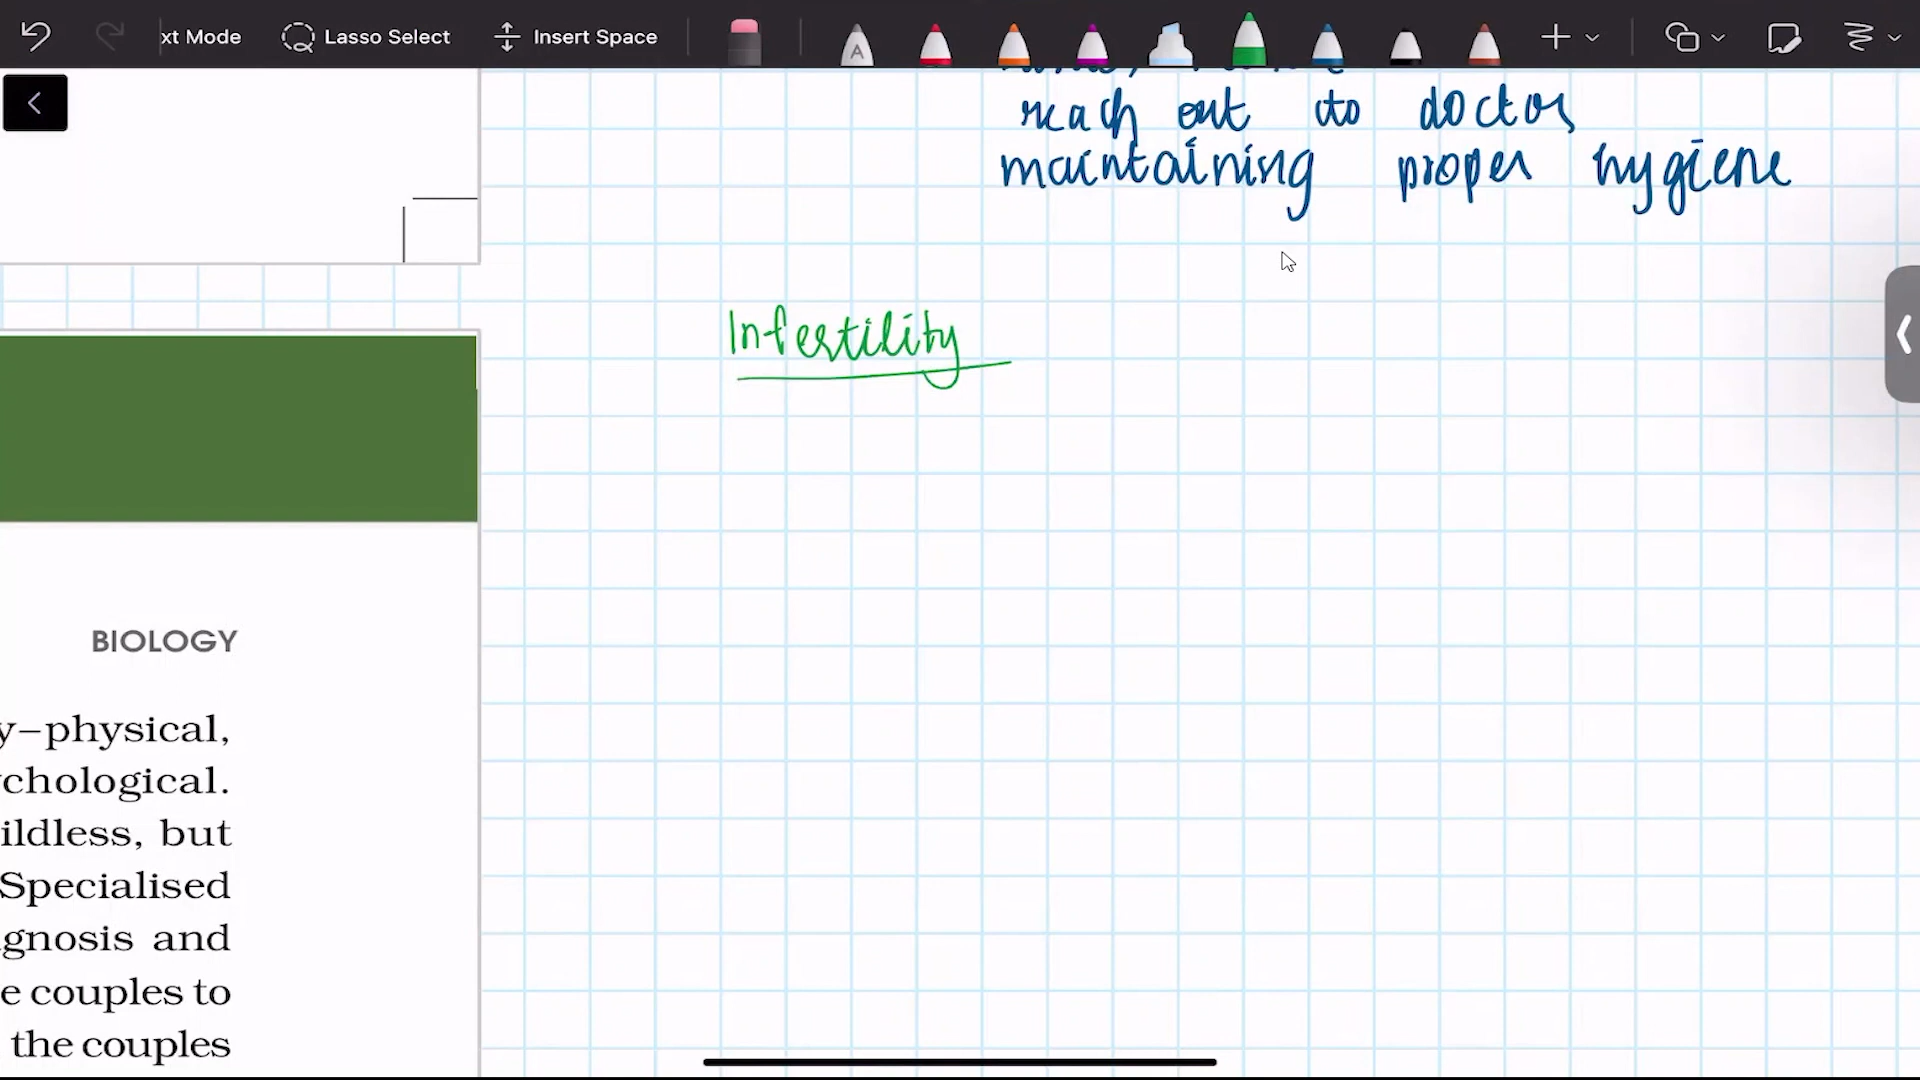 xt Mode Lasso Select Insert Space
A
reach out to doctor
maintaining proper hygiene
Infertility
BIOLOGY
y–physical,
chological.
ildless, but
Specialised
gnosis and
e couples to
the couples